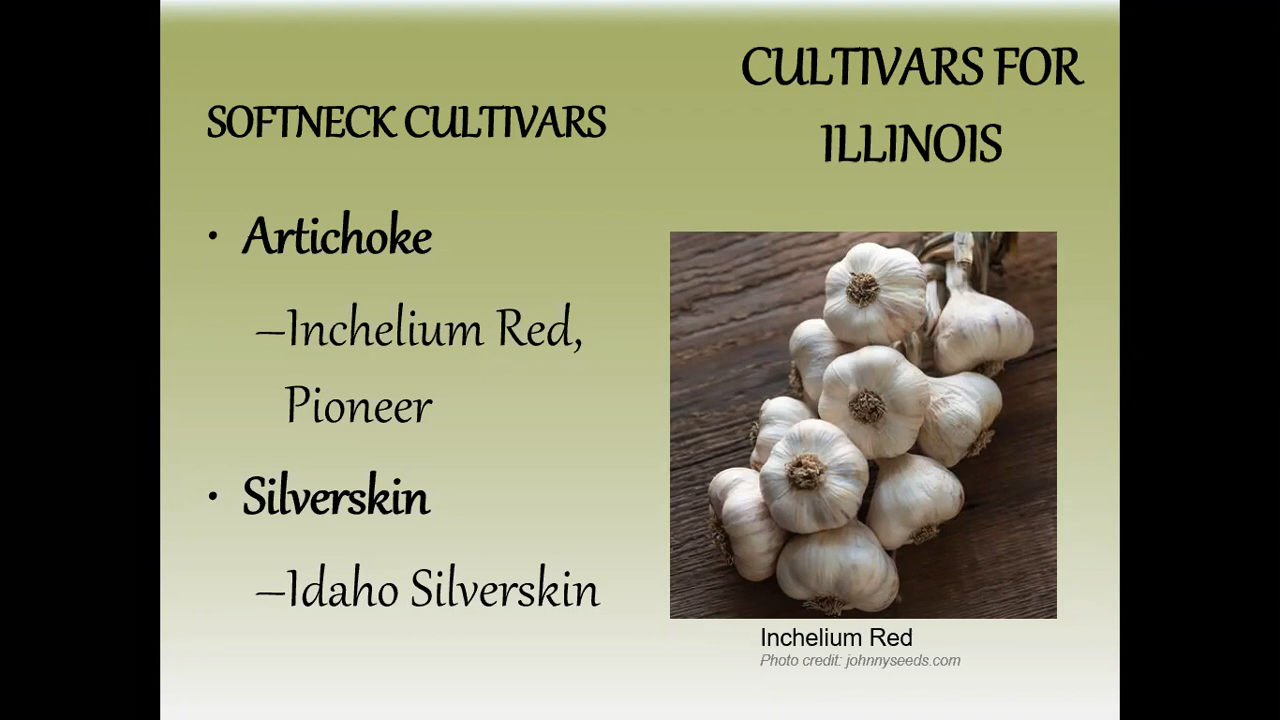 SOFTNECK CULTIVARS
CULTIVARS FOR
ILLINOIS
• Artichoke
–Inchelium Red,
Pioneer
• Silverskin
–Idaho Silverskin
Inchelium Red
Photo credit: johnnyseeds.com